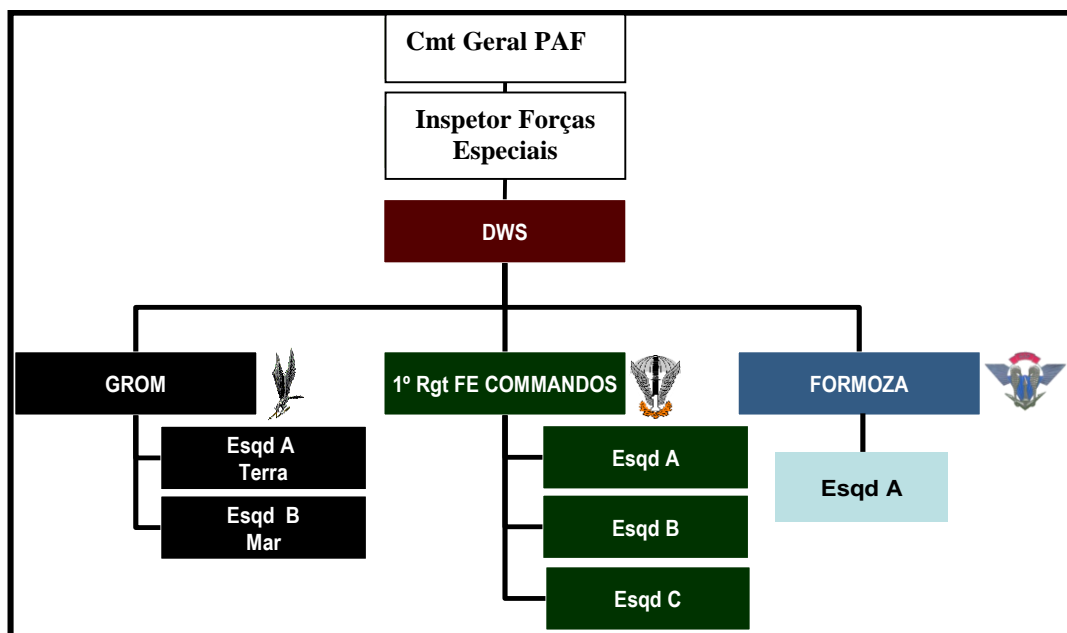 Cmt Geral PAF
Inspetor Forças
Especiais
DWS
GROM
1º Rgt FE COMMANDOS
FORMOZA
Esqd A
Terra
Esqd B
Mar
Esqd A
Esqd B
Esqd C
Esqd A